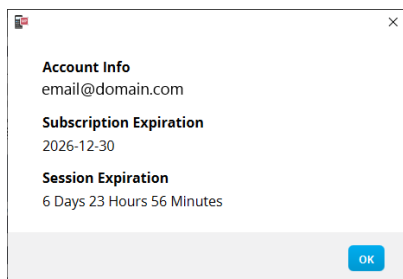 Account Info
email@domain.com
Subscription Expiration
2026-12-30
Session Expiration
6 Days 23 Hours 56 Minutes
OK